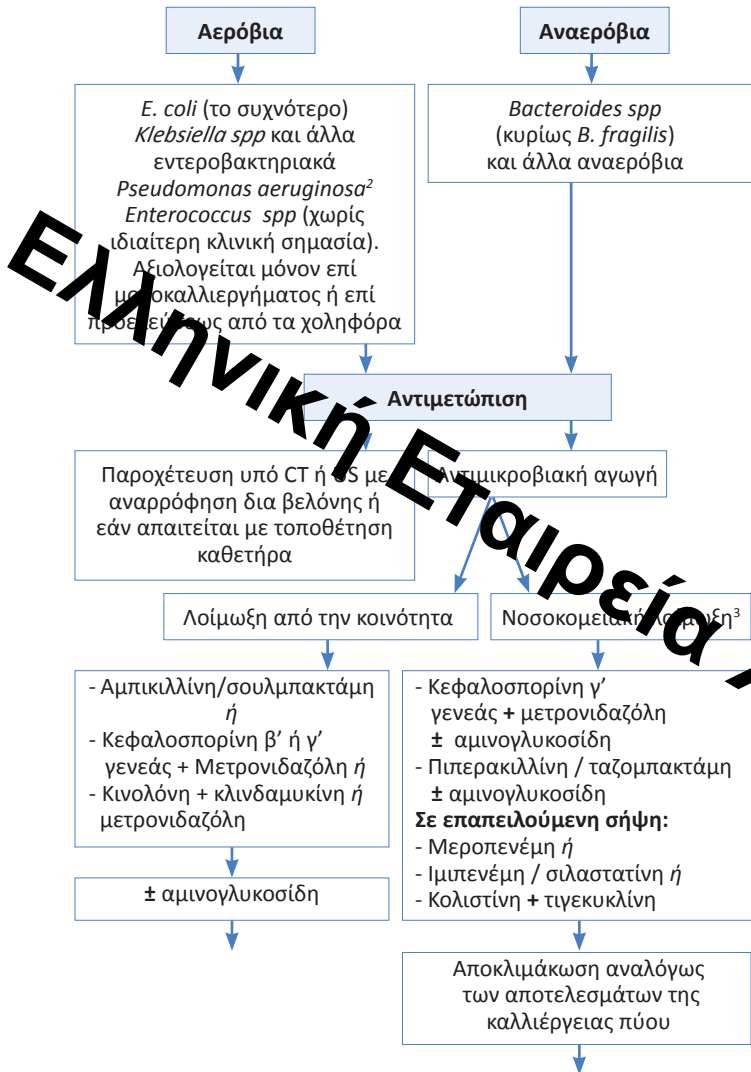 Αερόβια
Αναερόβια
E. coli (το συχνότερο)
Klebsiella spp και άλλα
εντεροβακτηριακά
Pseudomonas aeruginosa²
Enterococcus spp (χωρίς
ιδιαίτερη κλινική σημασία).
Αξιολογείται μόνον επί
μονοκαλλιεργήματος ή επί
προελεύσεως από τα χοληφόρα
Bacteroides spp
(κυρίως B. fragilis)
και άλλα αναερόβια
Αντιμετώπιση
Παροχέτευση υπό CT ή US με
αναρρόφηση δια βελόνης ή
εάν απαιτείται με τοποθέτηση
καθετήρα
Αντιμικροβιακή αγωγή
Λοίμωξη από την κοινότητα
Νοσοκομειακή λοίμωξη³
- Αμπικιλλίνη/σουλμπακτάμη
ή
- Κεφαλοσπορίνη β’ ή γ’
γενεάς + Μετρονιδαζόλη ή
- Κινολόνη + κλινδαμυκίνη ή
μετρονιδαζόλη
± αμινογλυκοσίδη
- Κεφαλοσπορίνη γ’
γενεάς + μετρονιδαζόλη
± αμινογλυκοσίδη
- Πιπερακιλλίνη / ταζομπακτάμη
± αμινογλυκοσίδη
Σε επαπειλούμενη σήψη:
- Μεροπενέμη ή
- Ιμιπενέμη / σιλαστατίνη ή
- Κολιστίνη + τιγεκυκλίνη
Αποκλιμάκωση αναλόγως
των αποτελεσμάτων της
καλλιέργειας πύου
Ελληνική Εταιρεία